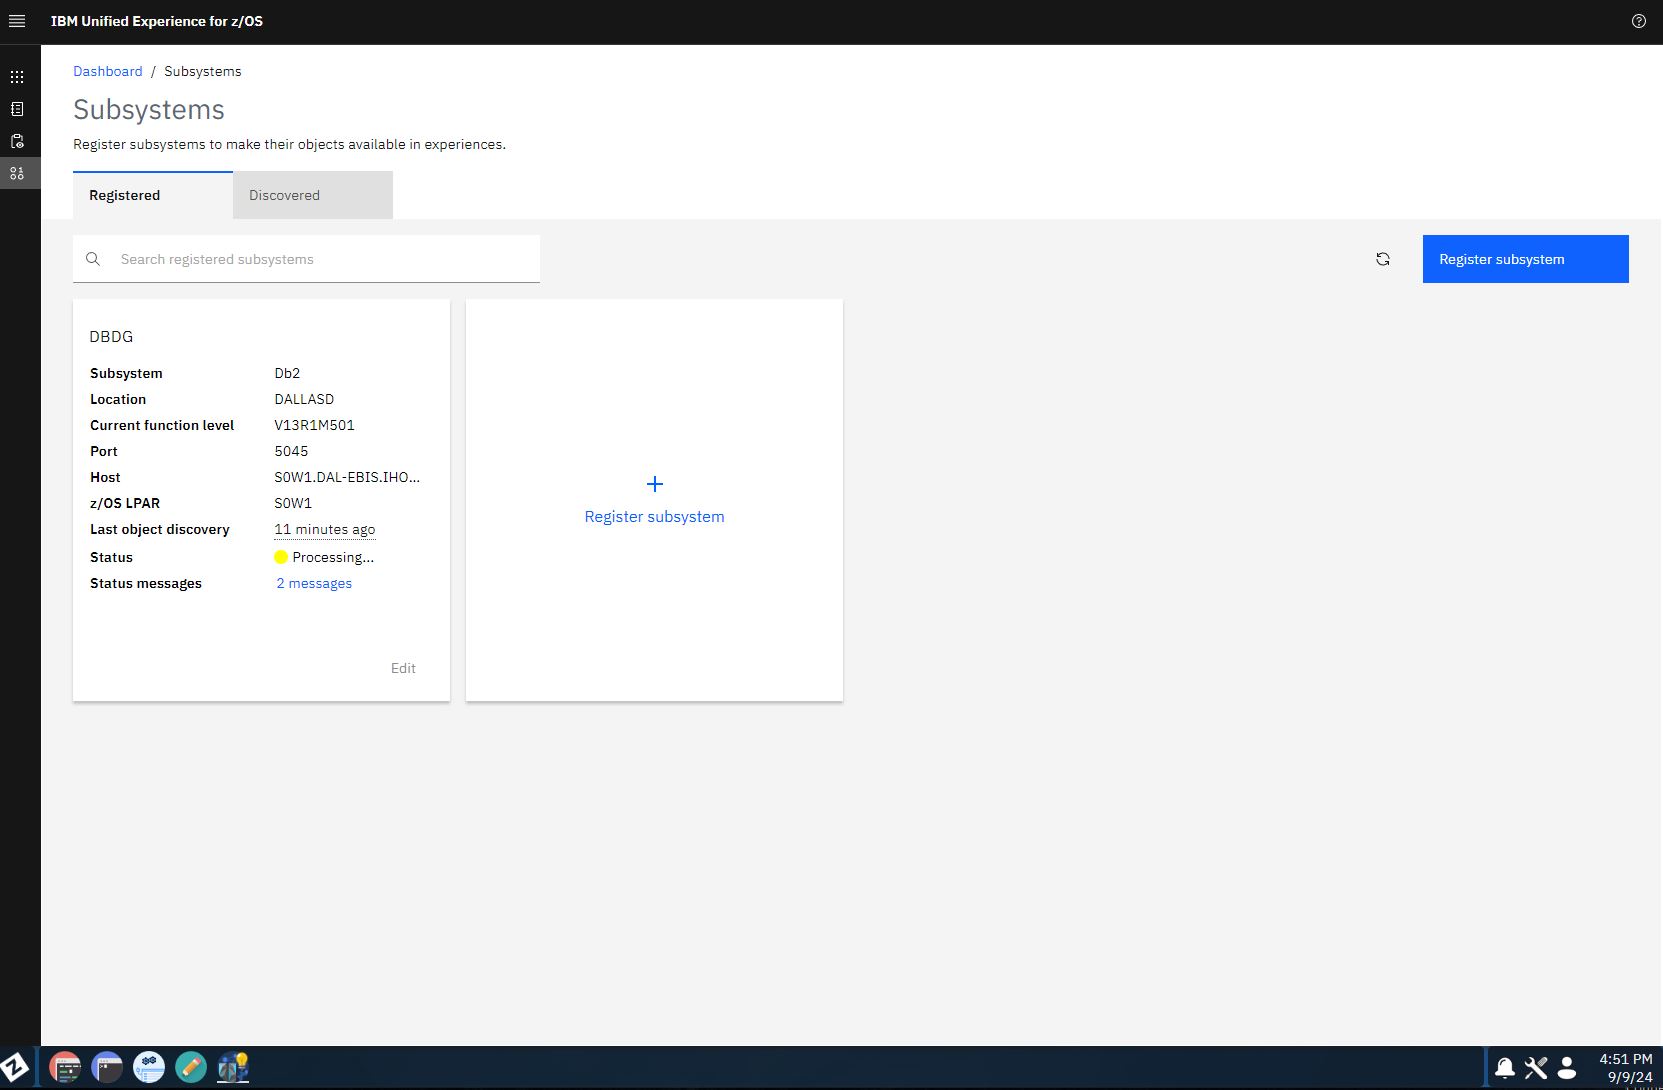 IBM Unified Experience for z/OS
Dashboard / Subsystems
Subsystems
Register subsystems to make their objects available in experiences.
Registered
Discovered
Search registered subsystems
Register subsystem
DBDG
Subsystem Db2
Location DALLASD
Current function level V13R1M501
Port 5045
Host S0W1.DAL-EBIS.IHO...
z/OS LPAR S0W1
Last object discovery 11 minutes ago
Status Processing...
Status messages 2 messages
Edit
Register subsystem
4:51 PM
9/9/24